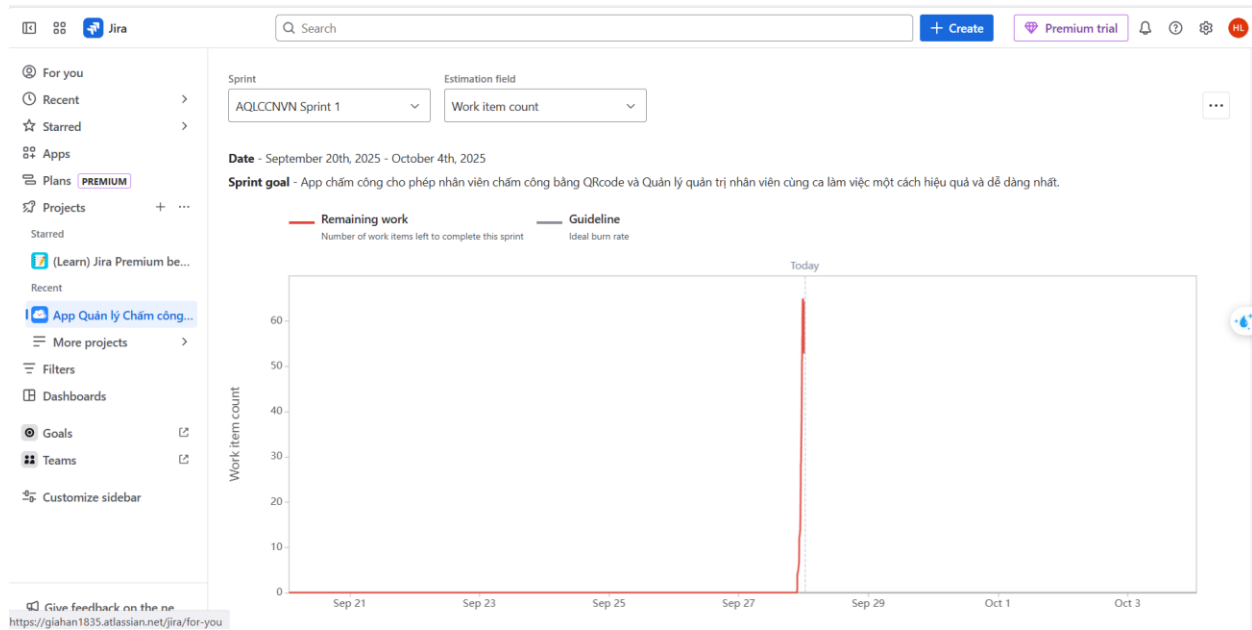 Jira
Search
+ Create
Premium trial
HL
For you
Recent
Starred
Apps
Plans PREMIUM
Projects
Starred
(Learn) Jira Premium be...
Recent
App Quản lý Chấm công...
More projects
Filters
Dashboards
Goals
Teams
Customize sidebar
Give feedback on the ne
https://giahan1835.atlassian.net/jira/for-you
Sprint
Estimation field
AQLCCNVN Sprint 1
Work item count
Date - September 20th, 2025 - October 4th, 2025
Sprint goal - App chấm công cho phép nhân viên chấm công bằng QRcode và Quản lý quản trị nhân viên cùng ca làm việc một cách hiệu quả và dễ dàng nhất.
Remaining work
Number of work items left to complete this sprint
Guideline
Ideal burn rate
Today
Work item count
60
50
40
30
20
10
0
Sep 21
Sep 23
Sep 25
Sep 27
Sep 29
Oct 1
Oct 3